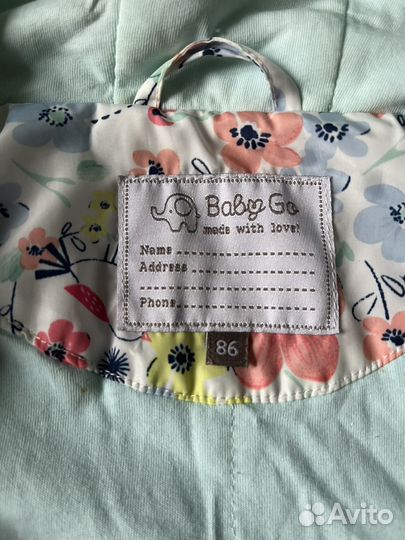 Baby Go
made with love!
Name
Address
Phone
86
Avito